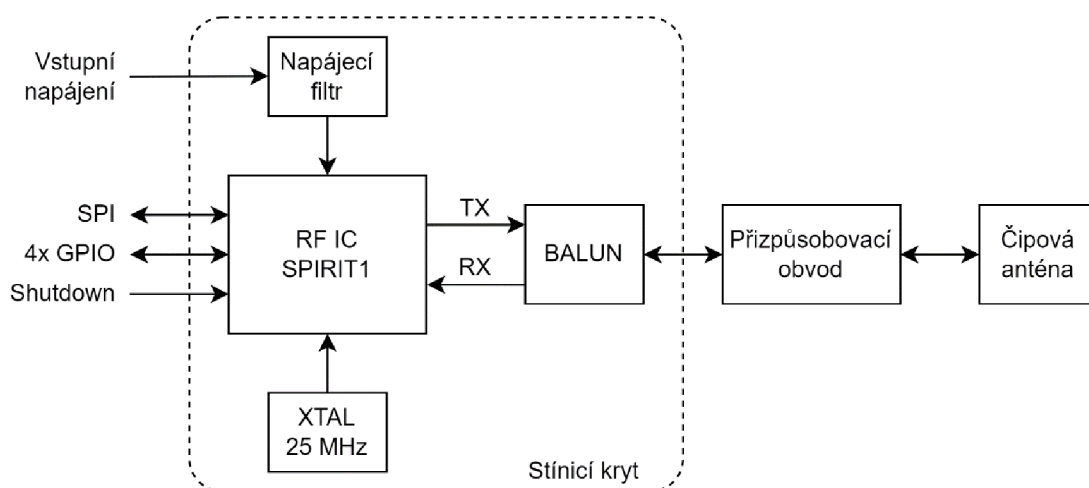 Vstupní
napájení
Napájecí
filtr
SPI
4x GPIO
Shutdown
RF IC
SPIRIT1
TX
RX
BALUN
Přizpůsobovací
obvod
Čipová
anténa
XTAL
25 MHz
Stínicí kryt